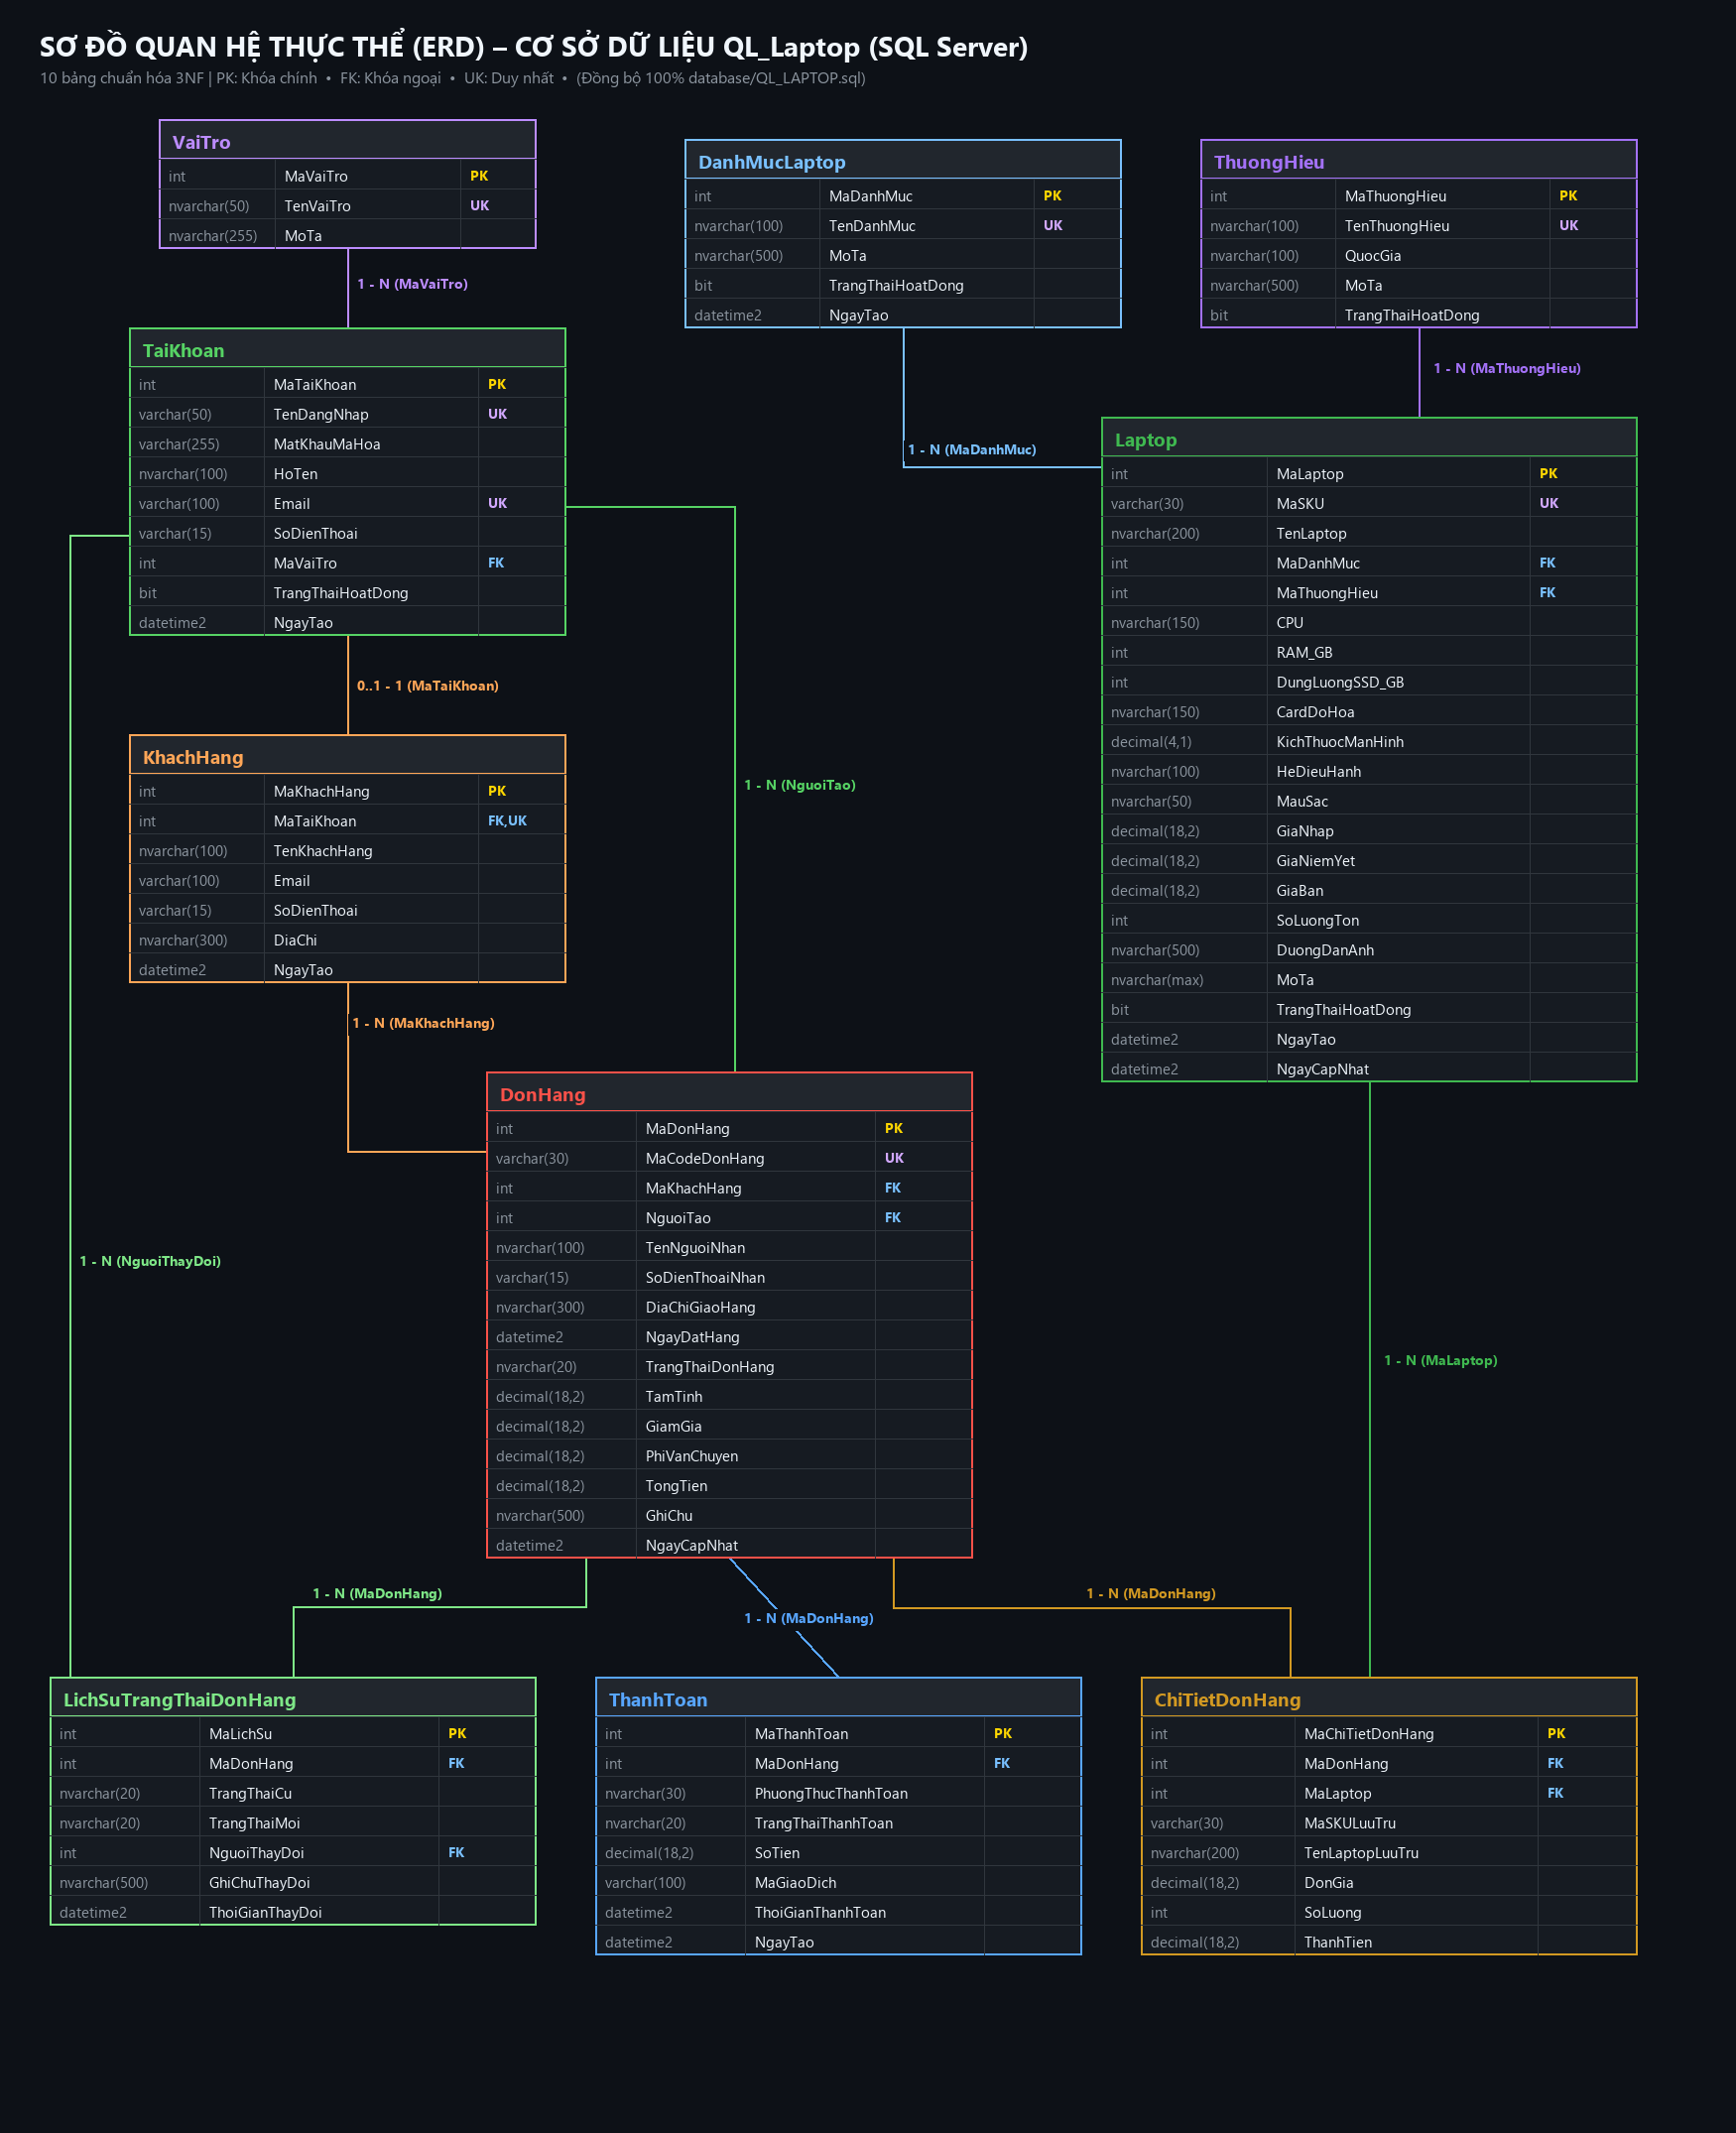 SƠ ĐỒ QUAN HỆ THỰC THỂ (ERD) – CƠ SỞ DỮ LIỆU QL_Laptop (SQL Server)
10 bảng chuẩn hóa 3NF | PK: Khóa chính • FK: Khóa ngoại • UK: Duy nhất • (Đồng bộ 100% database/QL_LAPTOP.sql)
VaiTro
int MaVaiTro PK
nvarchar(50) TenVaiTro UK
nvarchar(255) MoTa
1 - N (MaVaiTro)
DanhMucLaptop
int MaDanhMuc PK
nvarchar(100) TenDanhMuc UK
nvarchar(500) MoTa
bit TrangThaiHoatDong
datetime2 NgayTao
1 - N (MaDanhMuc)
ThuongHieu
int MaThuongHieu PK
nvarchar(100) TenThuongHieu UK
nvarchar(100) QuocGia
nvarchar(500) MoTa
bit TrangThaiHoatDong
1 - N (MaThuongHieu)
TaiKhoan
int MaTaiKhoan PK
varchar(50) TenDangNhap UK
varchar(255) MatKhauMaHoa
nvarchar(100) HoTen
varchar(100) Email UK
varchar(15) SoDienThoai
int MaVaiTro FK
bit TrangThaiHoatDong
datetime2 NgayTao
0..1 - 1 (MaTaiKhoan)
1 - N (NguoiTao)
Laptop
int MaLaptop PK
varchar(30) MaSKU UK
nvarchar(200) TenLaptop
int MaDanhMuc FK
int MaThuongHieu FK
nvarchar(150) CPU
int RAM_GB
int DungLuongSSD_GB
nvarchar(150) CardDoHoa
decimal(4,1) KichThuocManHinh
nvarchar(100) HeDieuHanh
nvarchar(50) MauSac
decimal(18,2) GiaNhap
decimal(18,2) GiaNiemYet
decimal(18,2) GiaBan
int SoLuongTon
nvarchar(500) DuongDanAnh
nvarchar(max) MoTa
bit TrangThaiHoatDong
datetime2 NgayTao
datetime2 NgayCapNhat
KhachHang
int MaKhachHang PK
int MaTaiKhoan FK,UK
nvarchar(100) TenKhachHang
varchar(100) Email
varchar(15) SoDienThoai
nvarchar(300) DiaChi
datetime2 NgayTao
1 - N (MaKhachHang)
DonHang
int MaDonHang PK
varchar(30) MaCodeDonHang UK
int MaKhachHang FK
int NguoiTao FK
nvarchar(100) TenNguoiNhan
varchar(15) SoDienThoaiNhan
nvarchar(300) DiaChiGiaoHang
datetime2 NgayDatHang
nvarchar(20) TrangThaiDonHang
decimal(18,2) TamTinh
decimal(18,2) GiamGia
decimal(18,2) PhiVanChuyen
decimal(18,2) TongTien
nvarchar(500) GhiChu
datetime2 NgayCapNhat
1 - N (NguoiThayDoi)
1 - N (MaLaptop)
1 - N (MaDonHang)
1 - N (MaDonHang)
1 - N (MaDonHang)
LichSuTrangThaiDonHang
int MaLichSu PK
int MaDonHang FK
nvarchar(20) TrangThaiCu
nvarchar(20) TrangThaiMoi
int NguoiThayDoi FK
nvarchar(500) GhiChuThayDoi
datetime2 ThoiGianThayDoi
ThanhToan
int MaThanhToan PK
int MaDonHang FK
nvarchar(30) PhuongThucThanhToan
nvarchar(20) TrangThaiThanhToan
decimal(18,2) SoTien
varchar(100) MaGiaoDich
datetime2 ThoiGianThanhToan
datetime2 NgayTao
ChiTietDonHang
int MaChiTietDonHang PK
int MaDonHang FK
int MaLaptop FK
varchar(30) MaSKULuuTru
nvarchar(200) TenLaptopLuuTru
decimal(18,2) DonGia
int SoLuong
decimal(18,2) ThanhTien